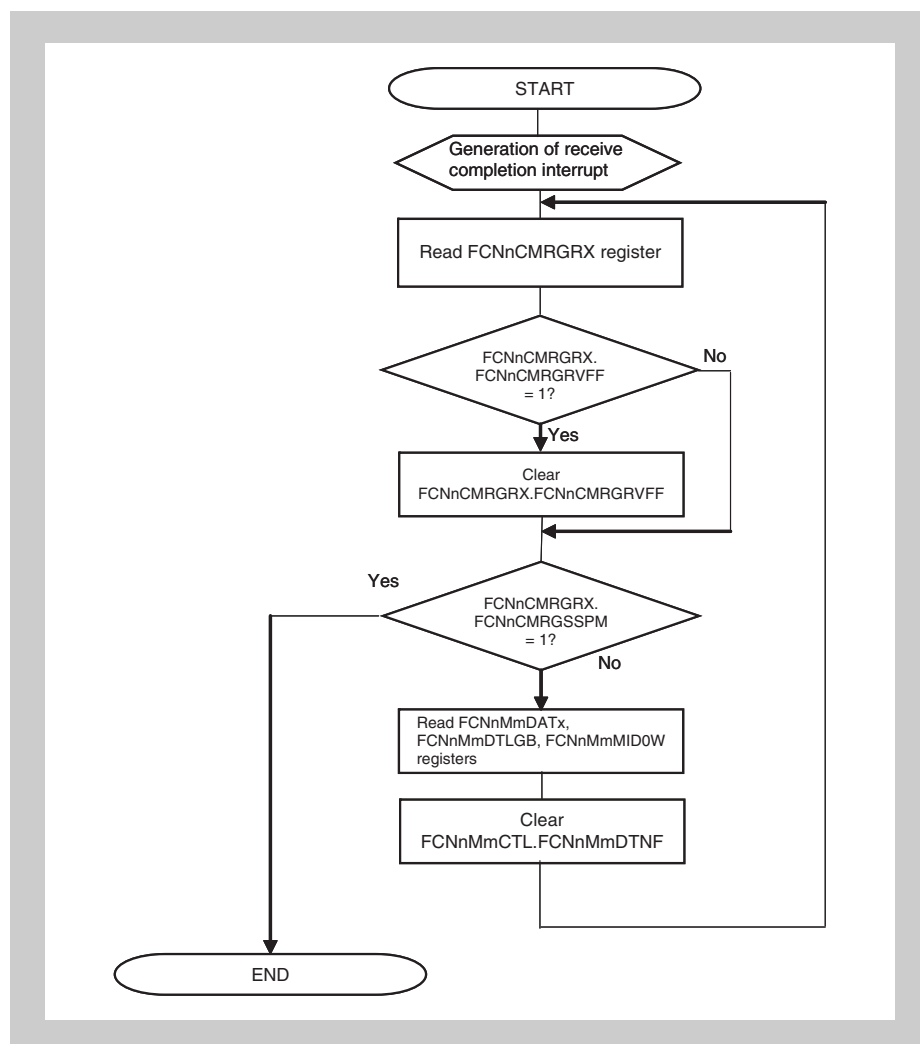 START
Generation of receive
completion interrupt
Read FCNnCMRGRX register
FCNnCMRGRX.
FCNnCMRGRVFF
= 1?
No
Yes
Clear
FCNnCMRGRX.FCNnCMRGRVFF
Yes
FCNnCMRGRX.
FCNnCMRGSSPM
= 1?
No
Read FCNnMmDATx,
FCNnMmDTLGB, FCNnMmMID0W
registers
Clear
FCNnMmCTL.FCNnMmDTNF
END